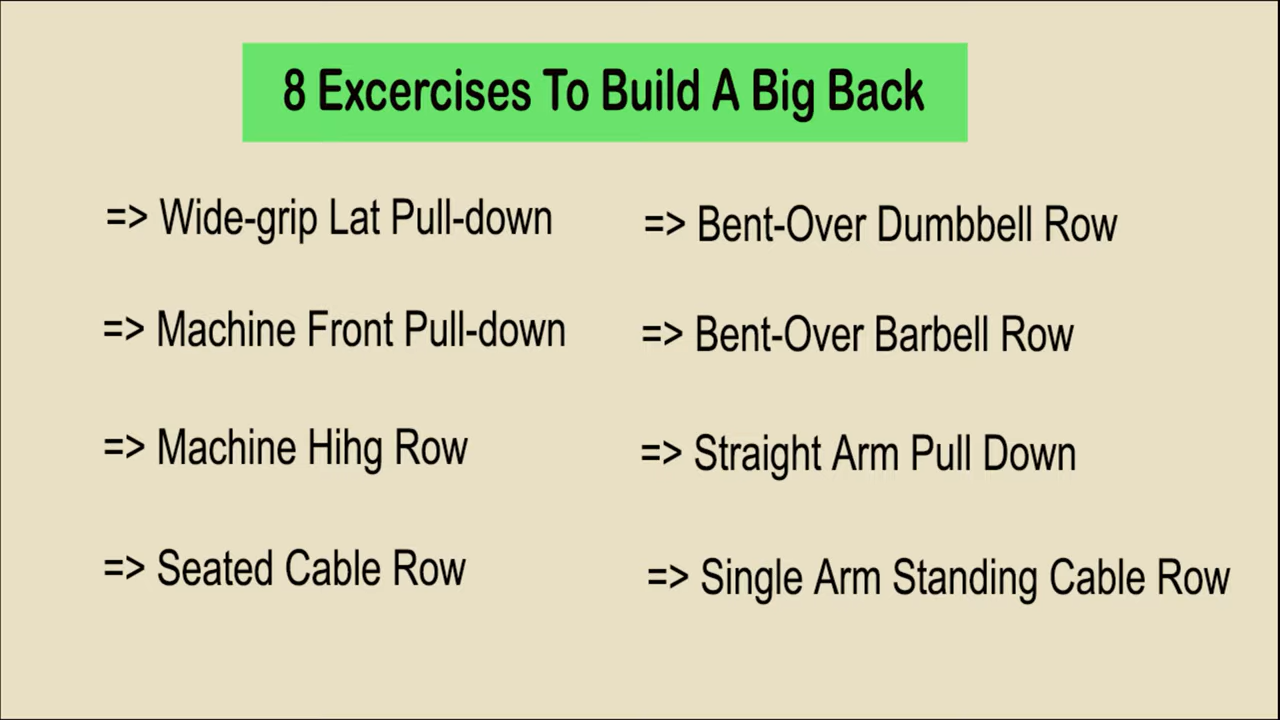 8 Excercises To Build A Big Back
=> Wide-grip Lat Pull-down
=> Machine Front Pull-down
=> Machine Hihg Row
=> Seated Cable Row
=> Bent-Over Dumbbell Row
=> Bent-Over Barbell Row
=> Straight Arm Pull Down
=> Single Arm Standing Cable Row